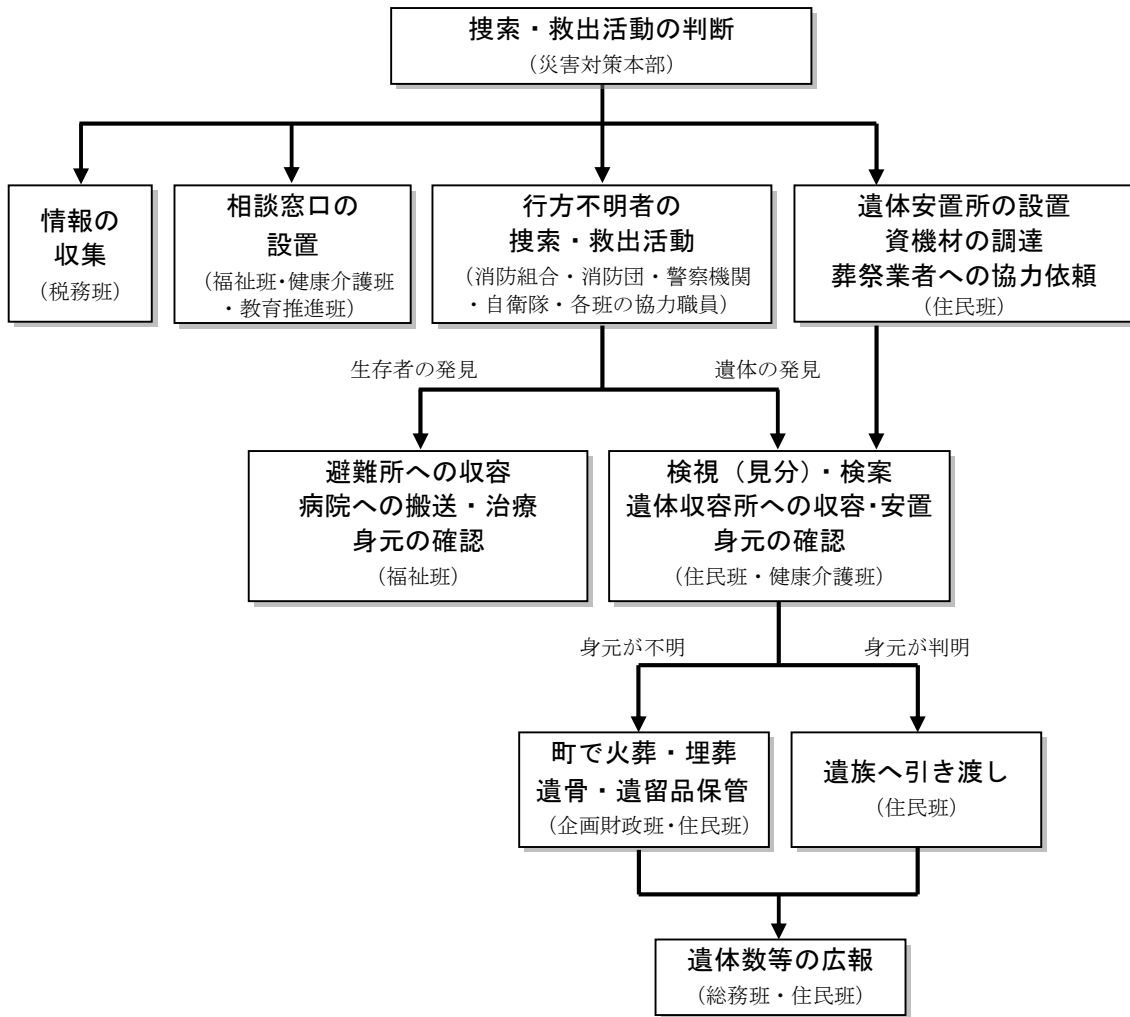 捜索・救出活動の判断
（災害対策本部）
情報の
収集
（税務班）
相談窓口の
設置
（福祉班・健康介護班
・教育推進班）
行方不明者の
捜索・救出活動
（消防組合・消防団・警察機関
・自衛隊・各班の協力職員）
遺体安置所の設置
資機材の調達
葬祭業者への協力依頼
（住民班）
生存者の発見
遺体の発見
避難所への収容
病院への搬送・治療
身元の確認
（福祉班）
検視（見分）・検案
遺体収容所への収容・安置
身元の確認
（住民班・健康介護班）
身元が不明
身元が判明
町で火葬・埋葬
遺骨・遺留品保管
（企画財政班・住民班）
遺族へ引き渡し
（住民班）
遺体数等の広報
（総務班・住民班）